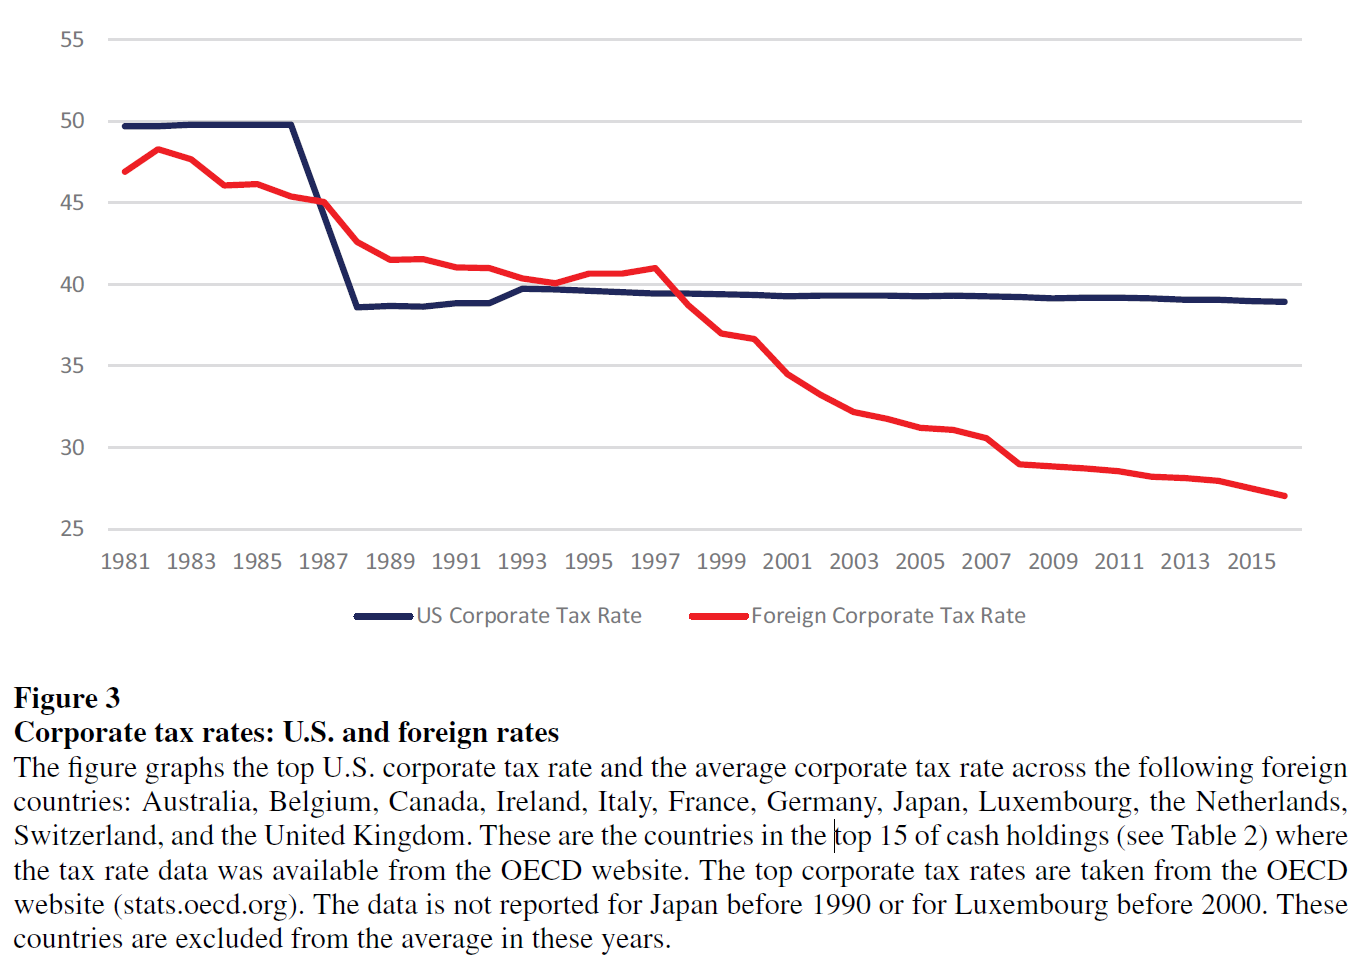 55
50
45
40
35
30
25
1981 1983 1985 1987 1989 1991 1993 1995 1997 1999 2001 2003 2005 2007 2009 2011 2013 2015
US Corporate Tax Rate Foreign Corporate Tax Rate
Figure 3
Corporate tax rates: U.S. and foreign rates
The figure graphs the top U.S. corporate tax rate and the average corporate tax rate across the following foreign
countries: Australia, Belgium, Canada, Ireland, Italy, France, Germany, Japan, Luxembourg, the Netherlands,
Switzerland, and the United Kingdom. These are the countries in the top 15 of cash holdings (see Table 2) where
the tax rate data was available from the OECD website. The top corporate tax rates are taken from the OECD
website (stats.oecd.org). The data is not reported for Japan before 1990 or for Luxembourg before 2000. These
countries are excluded from the average in these years.